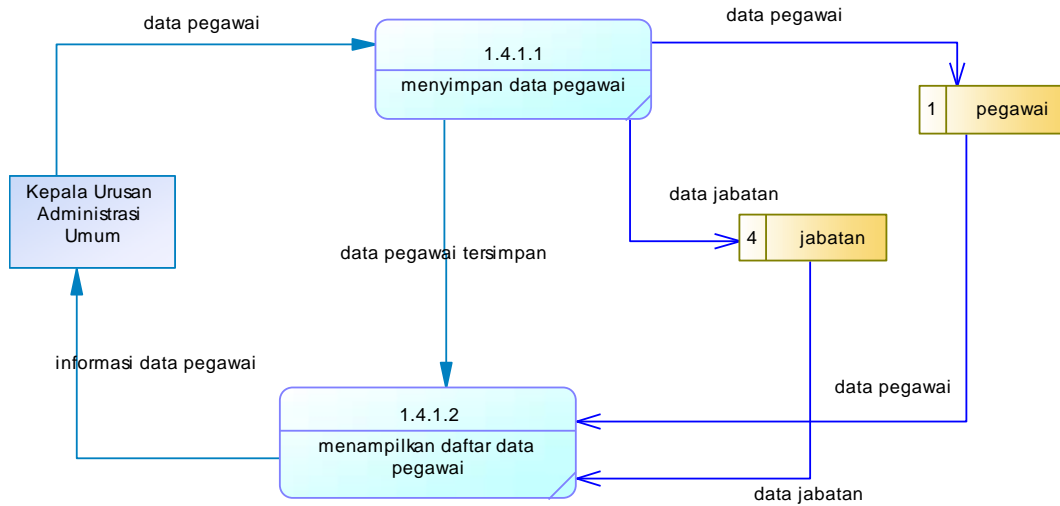 data pegawai
data pegawai
1.4.1.1
menyimpan data pegawai
1 pegawai
Kepala Urusan
Administrasi
Umum
data jabatan
4 jabatan
data pegawai tersimpan
informasi data pegawai
data pegawai
1.4.1.2
menampilkan daftar data
pegawai
data jabatan